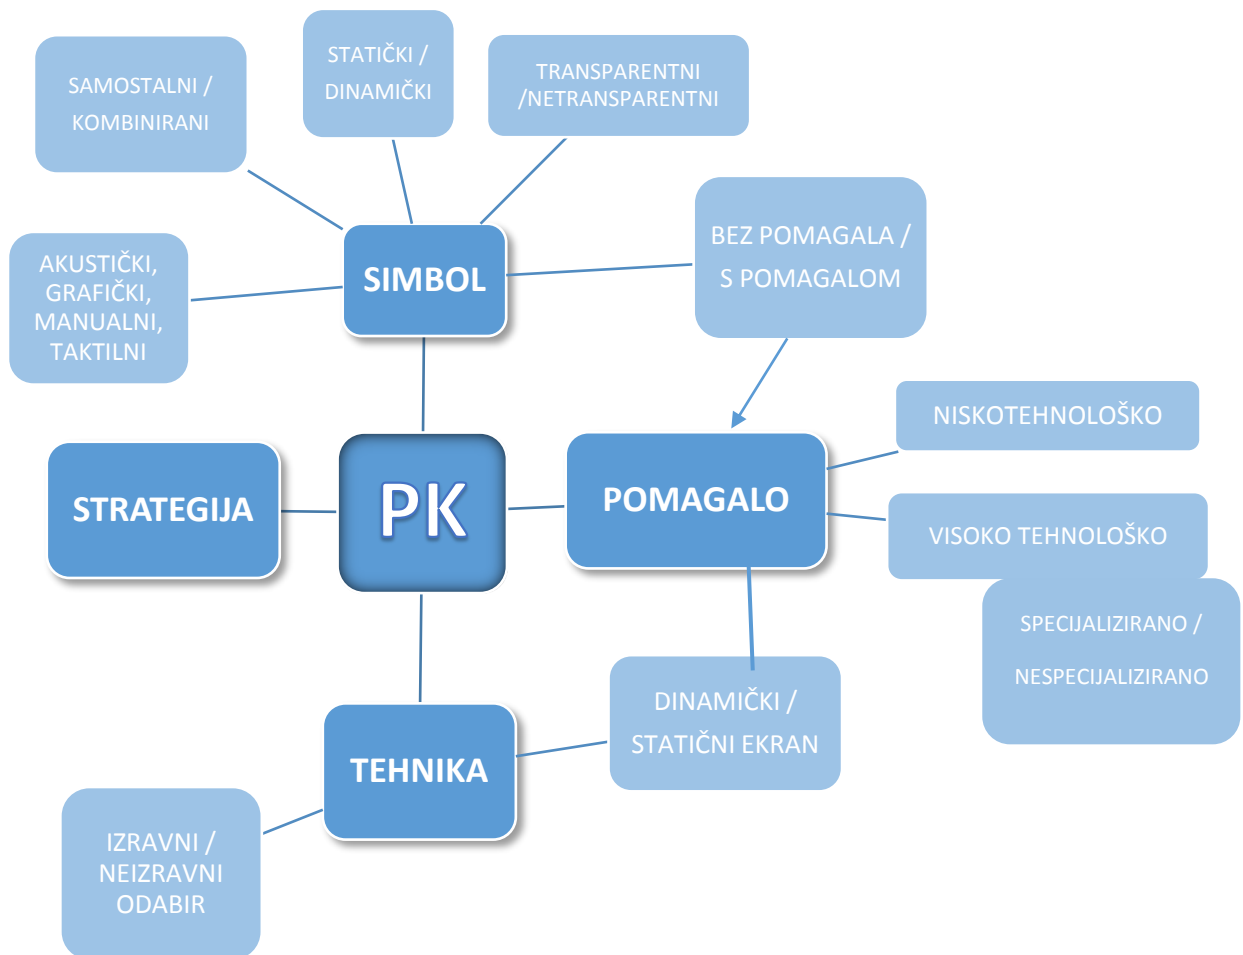 SAMOSTALNI /
KOMBINIRANI
STATIČKI /
DINAMIČKI
TRANSPARENTNI
/NETRANSPARENTNI
AKUSTIČKI,
GRAFIČKI,
MANUALNI,
TAKTILNI
SIMBOL
BEZ POMAGALA /
S POMAGALOM
STRATEGIJA
PK
POMAGALO
NISKOTEHNOLOŠKO
VISOKO TEHNOLOŠKO
SPECIJALIZIRANO /
NESPECIJALIZIRANO
TEHNIKA
DINAMIČKI /
STATIČNI EKRAN
IZRAVNI /
NEIZRAVNI
ODABIR